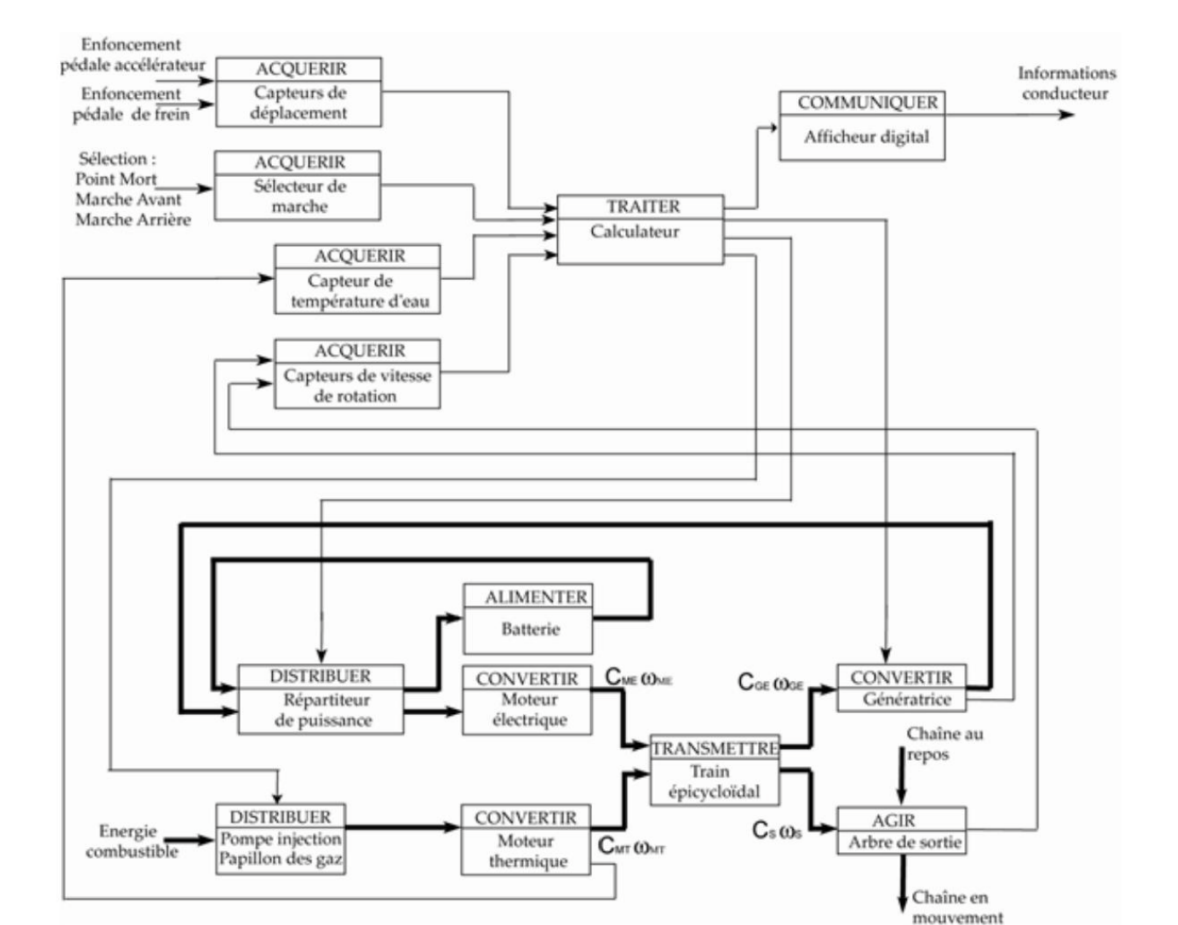 Enfoncement
pédale accélérateur
Enfoncement
pédale de frein
ACQUERIR
Capteurs de
déplacement
COMMUNIQUER
Afficheur digital
Informations
conducteur
Sélection :
Point Mort
Marche Avant
Marche Arrière
ACQUERIR
Sélecteur de
marche
TRAITER
Calculateur
ACQUERIR
Capteur de
température d'eau
ACQUERIR
Capteurs de vitesse
de rotation
ALIMENTER
Batterie
DISTRIBUER
Répartiteur
de puissance
CONVERTIR
Moteur
électrique
CME ωME
CGE ωGE
CONVERTIR
Génératrice
TRANSMETTRE
Train
épicycloïdal
Chaîne au
repos
Energie
combustible
DISTRIBUER
Pompe injection
Papillon des gaz
CONVERTIR
Moteur
thermique
CMT ωMT
CS ωS
AGIR
Arbre de sortie
Chaîne en
mouvement